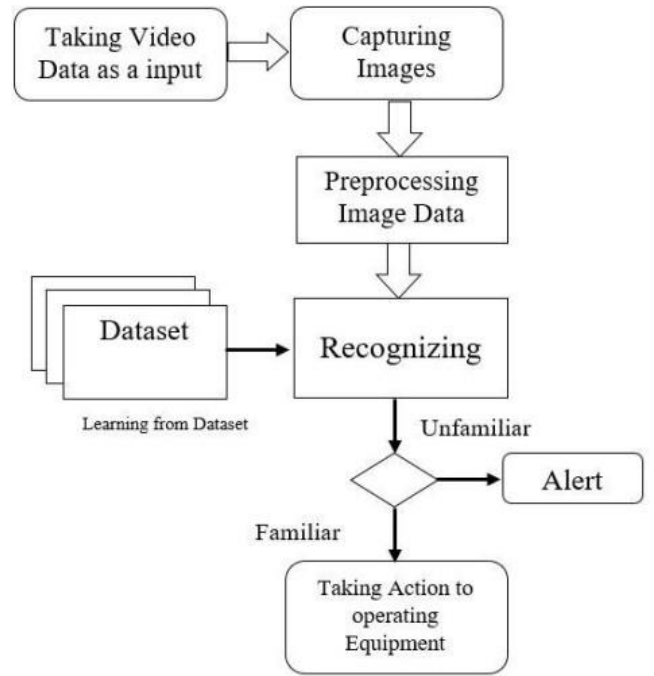 Taking Video
Data as a input
Capturing
Images
Preprocessing
Image Data
Dataset
Recognizing
Learning from Dataset
Unfamiliar
Alert
Familiar
Taking Action to
operating
Equipment